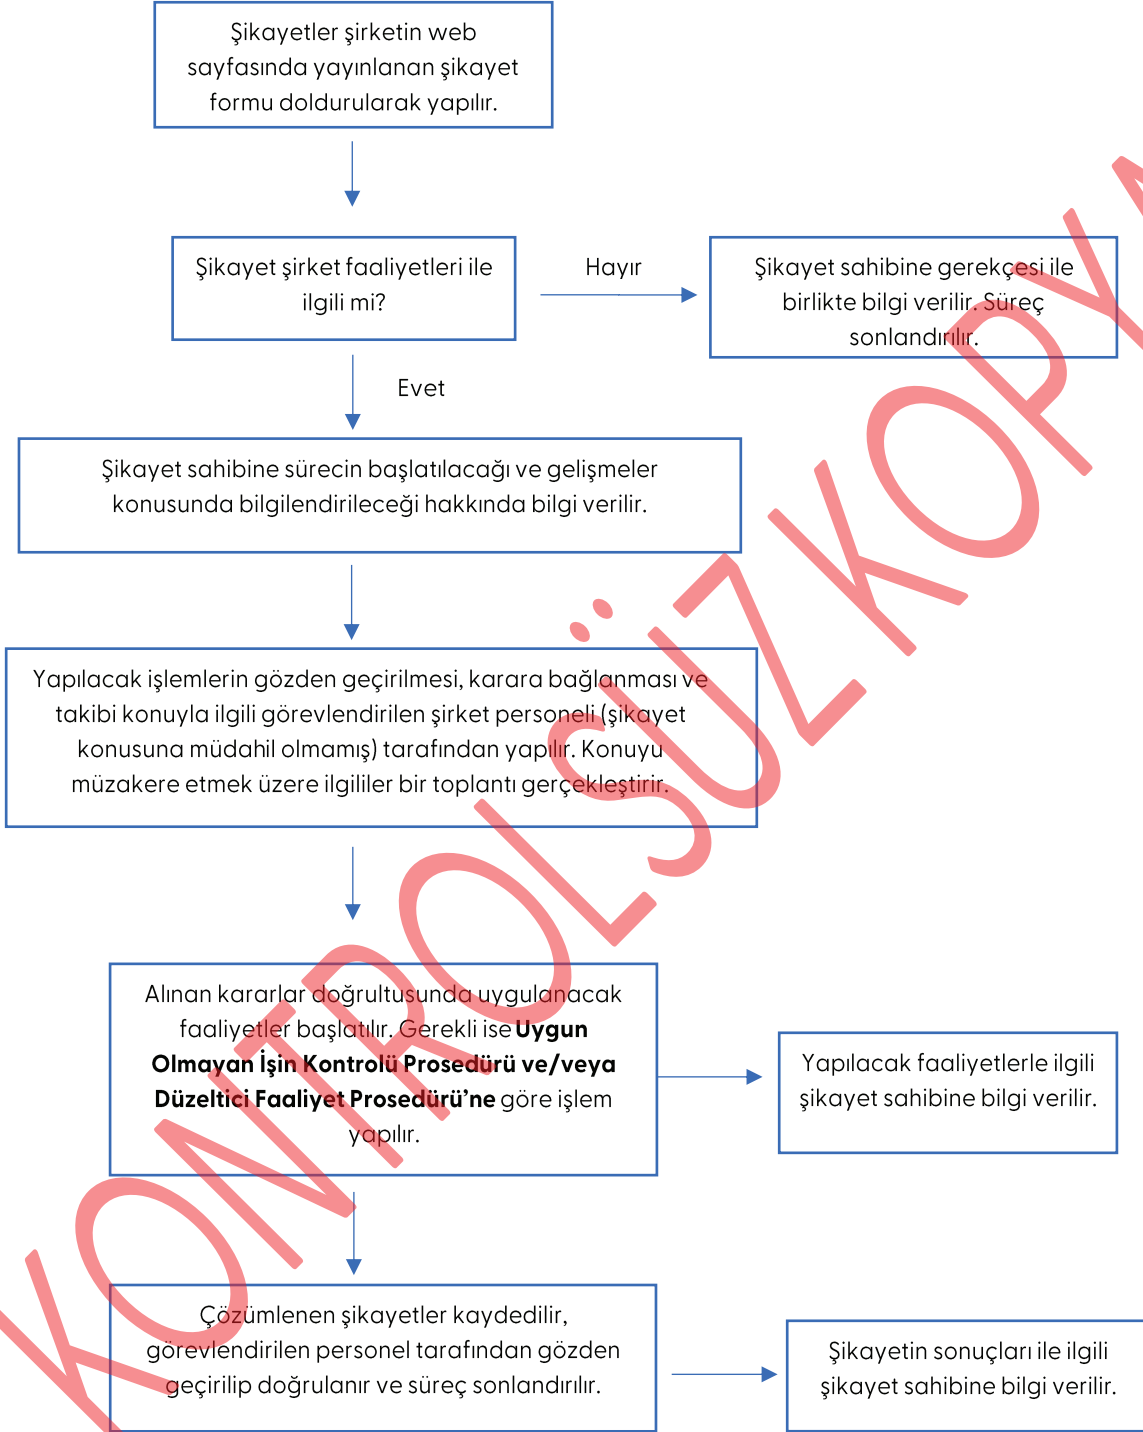 Şikayetler şirketin web
sayfasında yayınlanan şikayet
formu doldurularak yapılır.
Şikayet şirket faaliyetleri ile
ilgili mi?
Hayır
Şikayet sahibine gerekçesi ile
birlikte bilgi verilir. Süreç
sonlandırılır.
Evet
Şikayet sahibine sürecin başlatılacağı ve gelişmeler
konusunda bilgilendirileceği hakkında bilgi verilir.
Yapılacak işlemlerin gözden geçirilmesi, karara bağlanması ve
takibi konuyla ilgili görevlendirilen şirket personeli (şikayet
konusuna müdahil olmamış) tarafından yapılır. Konuyu
müzakere etmek üzere ilgililer bir toplantı gerçekleştirir.
Alınan kararlar doğrultusunda uygulanacak
faaliyetler başlatılır. Gerekli ise Uygun
Olmayan İşin Kontrolü Prosedürü ve/veya
Düzeltici Faaliyet Prosedürü’ne göre işlem
yapılır.
Yapılacak faaliyetlerle ilgili
şikayet sahibine bilgi verilir.
Çözümlenen şikayetler kaydedilir,
görevlendirilen personel tarafından gözden
geçirilip doğrulanır ve süreç sonlandırılır.
Şikayetin sonuçları ile ilgili
şikayet sahibine bilgi verilir.
KONTROLSÜZ KOPYA